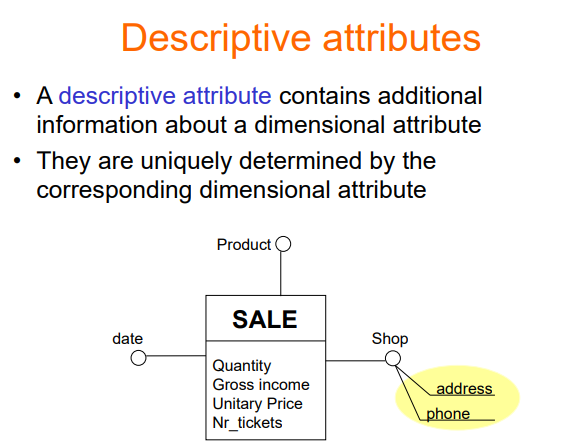 Descriptive attributes
• A descriptive attribute contains additional
information about a dimensional attribute
• They are uniquely determined by the
corresponding dimensional attribute
Product
SALE
date
Shop
Quantity
Gross income
Unitary Price
Nr_tickets
address
phone